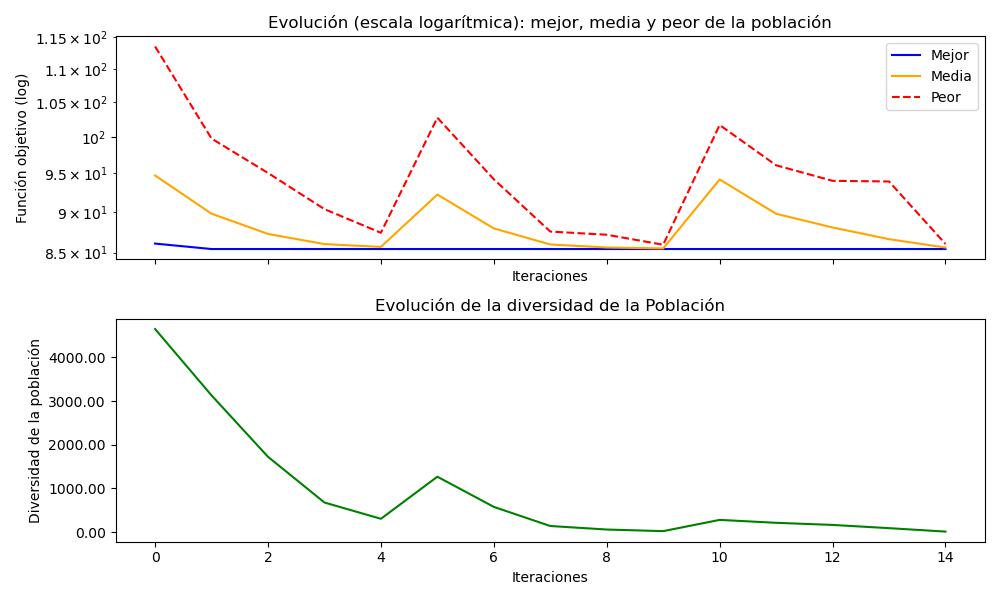 Evolución (escala logarítmica): mejor, media y peor de la población
Función objetivo (log)
1.15 × 10²
1.1 × 10²
1.05 × 10²
10²
9.5 × 10¹
9 × 10¹
8.5 × 10¹
Mejor
Media
Peor
Iteraciones
Evolución de la diversidad de la Población
Diversidad de la población
4000.00
3000.00
2000.00
1000.00
0.00
0 2 4 6 8 10 12 14
Iteraciones